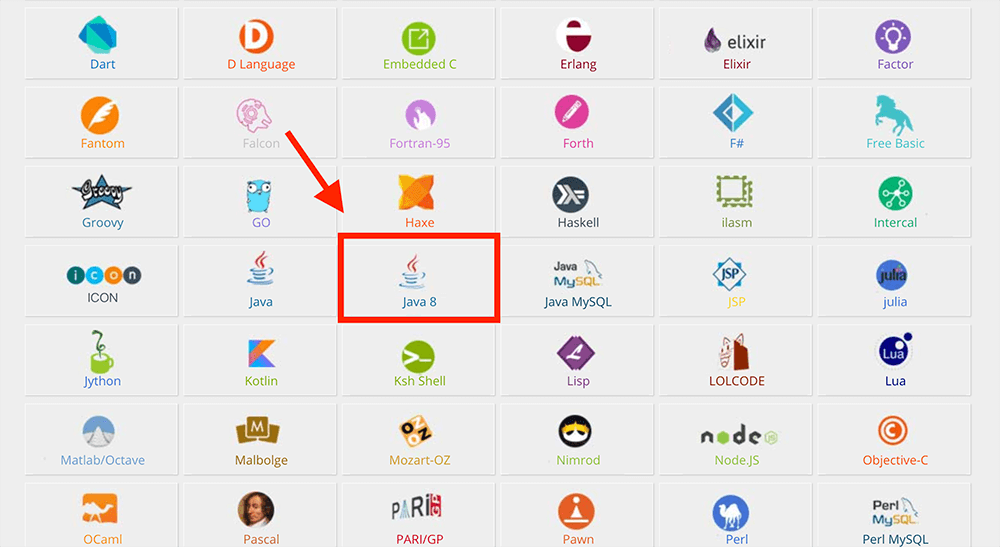 elixir
Dart
D Language
Embedded C
Erlang
Elixir
Factor
Fantom
Falcon
Fortran-95
Forth
F#
Free Basic
Groovy
Groovy
GO
Haxe
Haskell
ilasm
Intercal
icon
Java
MySQL
JSP
julia
ICON
Java
Java 8
Java MySQL
JSP
julia
Lua
Jython
Kotlin
Ksh Shell
Lisp
LOLCODE
Lua
M
node JS
Matlab/Octave
Malbolge
Mozart-OZ
Nimrod
Node.JS
Objective-C
PARI GP
Perl
MySQL
OCaml
Pascal
PARI/GP
Pawn
Perl
Perl MySQL